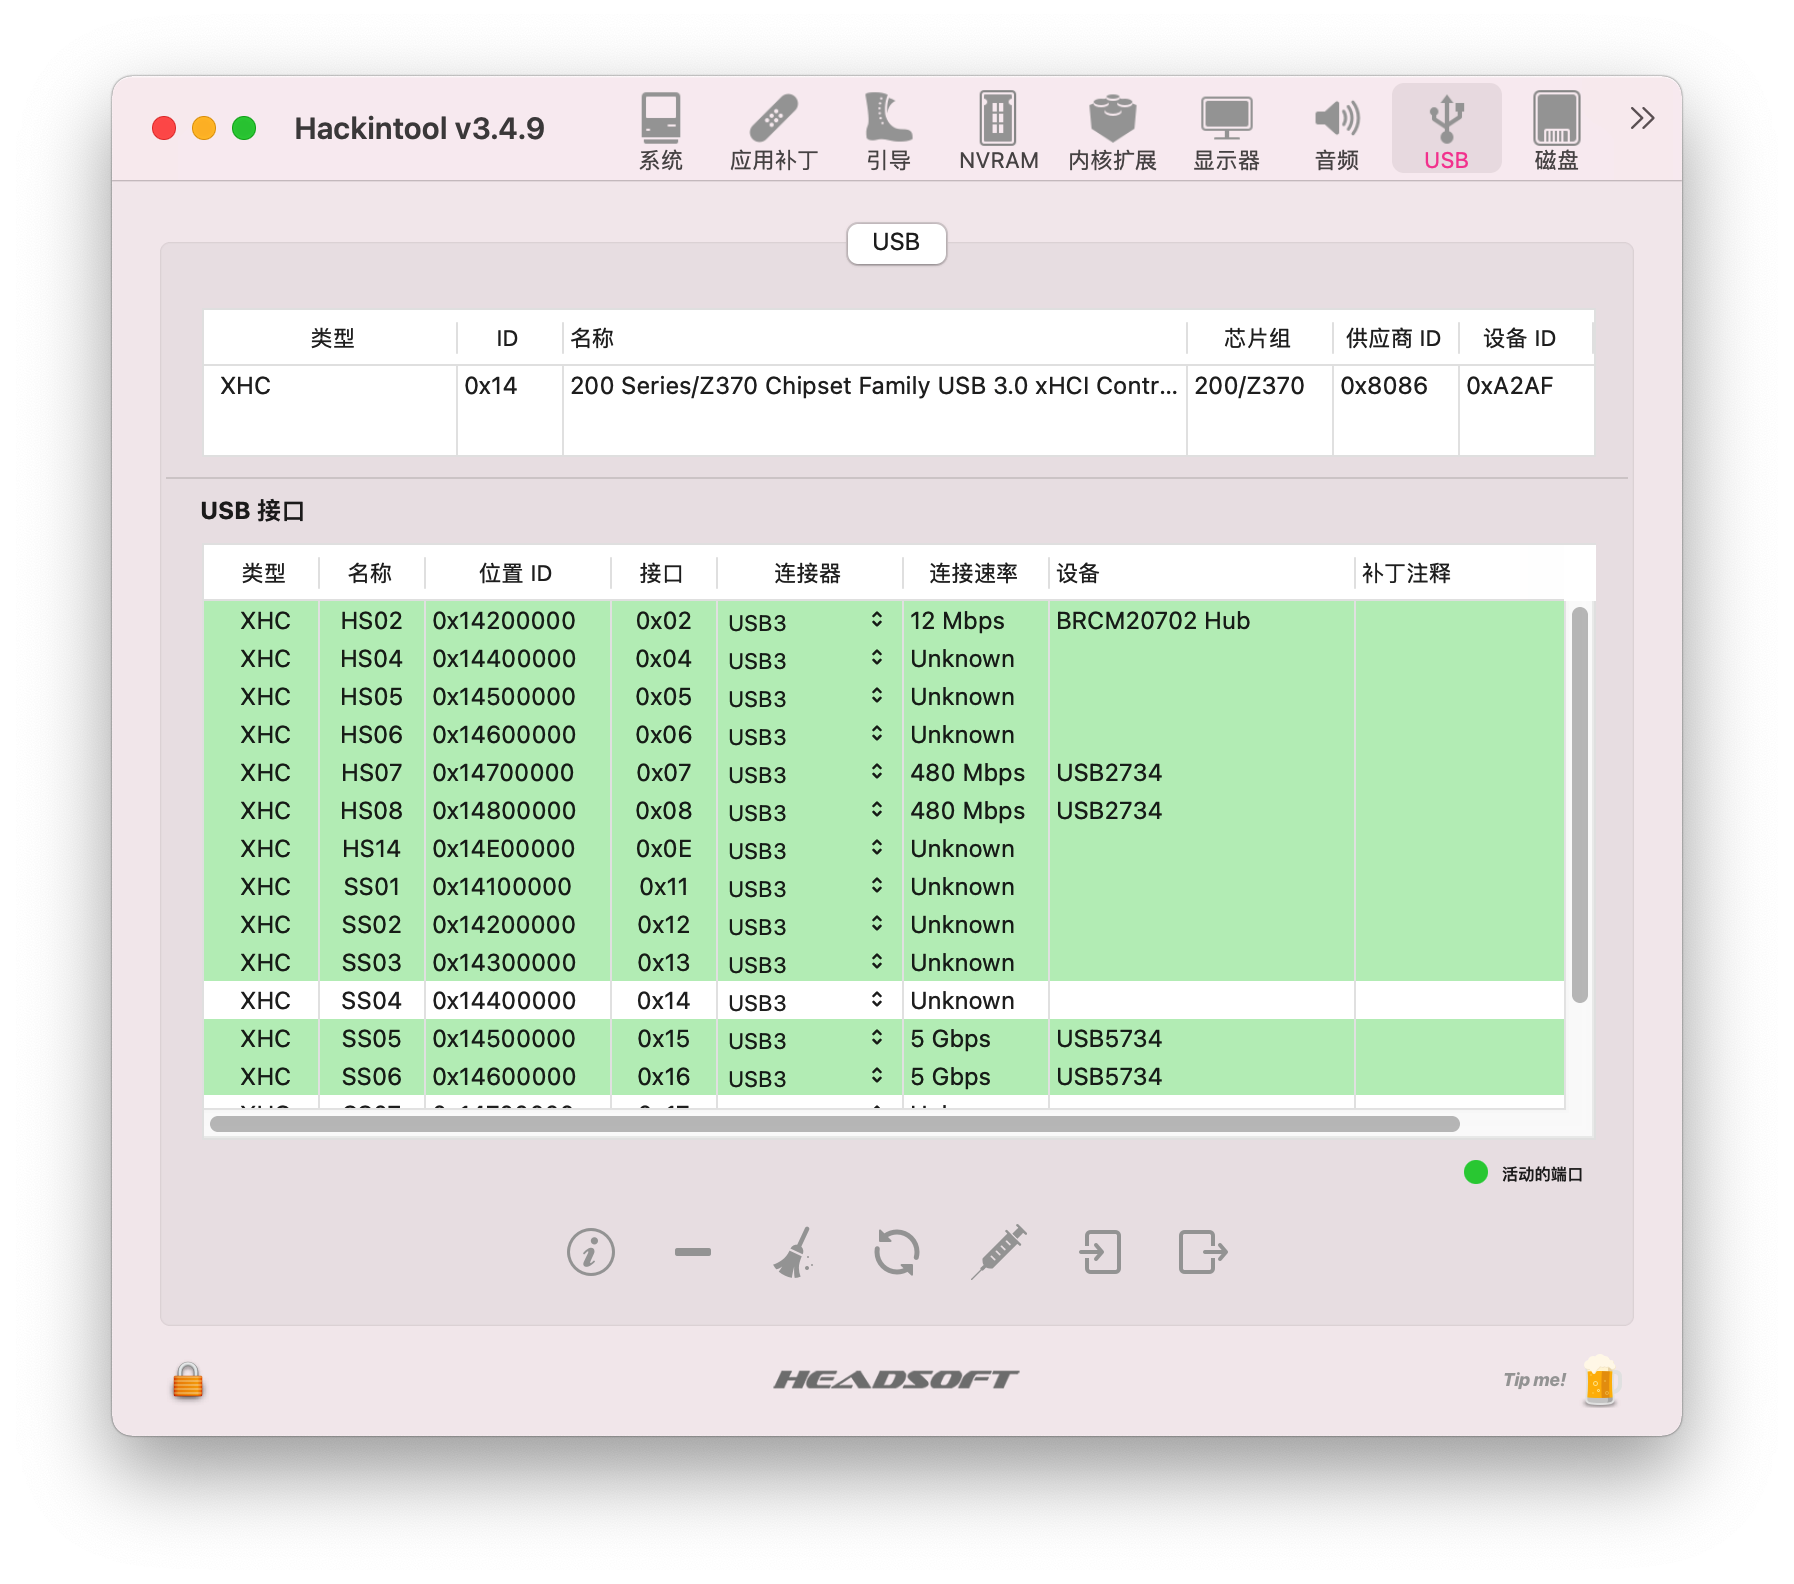 Hackintool v3.4.9
系统 应用补丁 引导 NVRAM 内核扩展 显示器 音频 USB 磁盘
USB
类型 ID 名称 芯片组 供应商 ID 设备 ID
XHC 0x14 200 Series/Z370 Chipset Family USB 3.0 xHCI Contr... 200/Z370 0x8086 0xA2AF
USB 接口
类型 名称 位置 ID 接口 连接器 连接速率 设备 补丁注释
XHC HS02 0x14200000 0x02 USB3 12 Mbps BRCM20702 Hub
XHC HS04 0x14400000 0x04 USB3 Unknown
XHC HS05 0x14500000 0x05 USB3 Unknown
XHC HS06 0x14600000 0x06 USB3 Unknown
XHC HS07 0x14700000 0x07 USB3 480 Mbps USB2734
XHC HS08 0x14800000 0x08 USB3 480 Mbps USB2734
XHC HS14 0x14E00000 0x0E USB3 Unknown
XHC SS01 0x14100000 0x11 USB3 Unknown
XHC SS02 0x14200000 0x12 USB3 Unknown
XHC SS03 0x14300000 0x13 USB3 Unknown
XHC SS04 0x14400000 0x14 USB3 Unknown
XHC SS05 0x14500000 0x15 USB3 5 Gbps USB5734
XHC SS06 0x14600000 0x16 USB3 5 Gbps USB5734
活动的端口
HEADSOFT
Tip me!